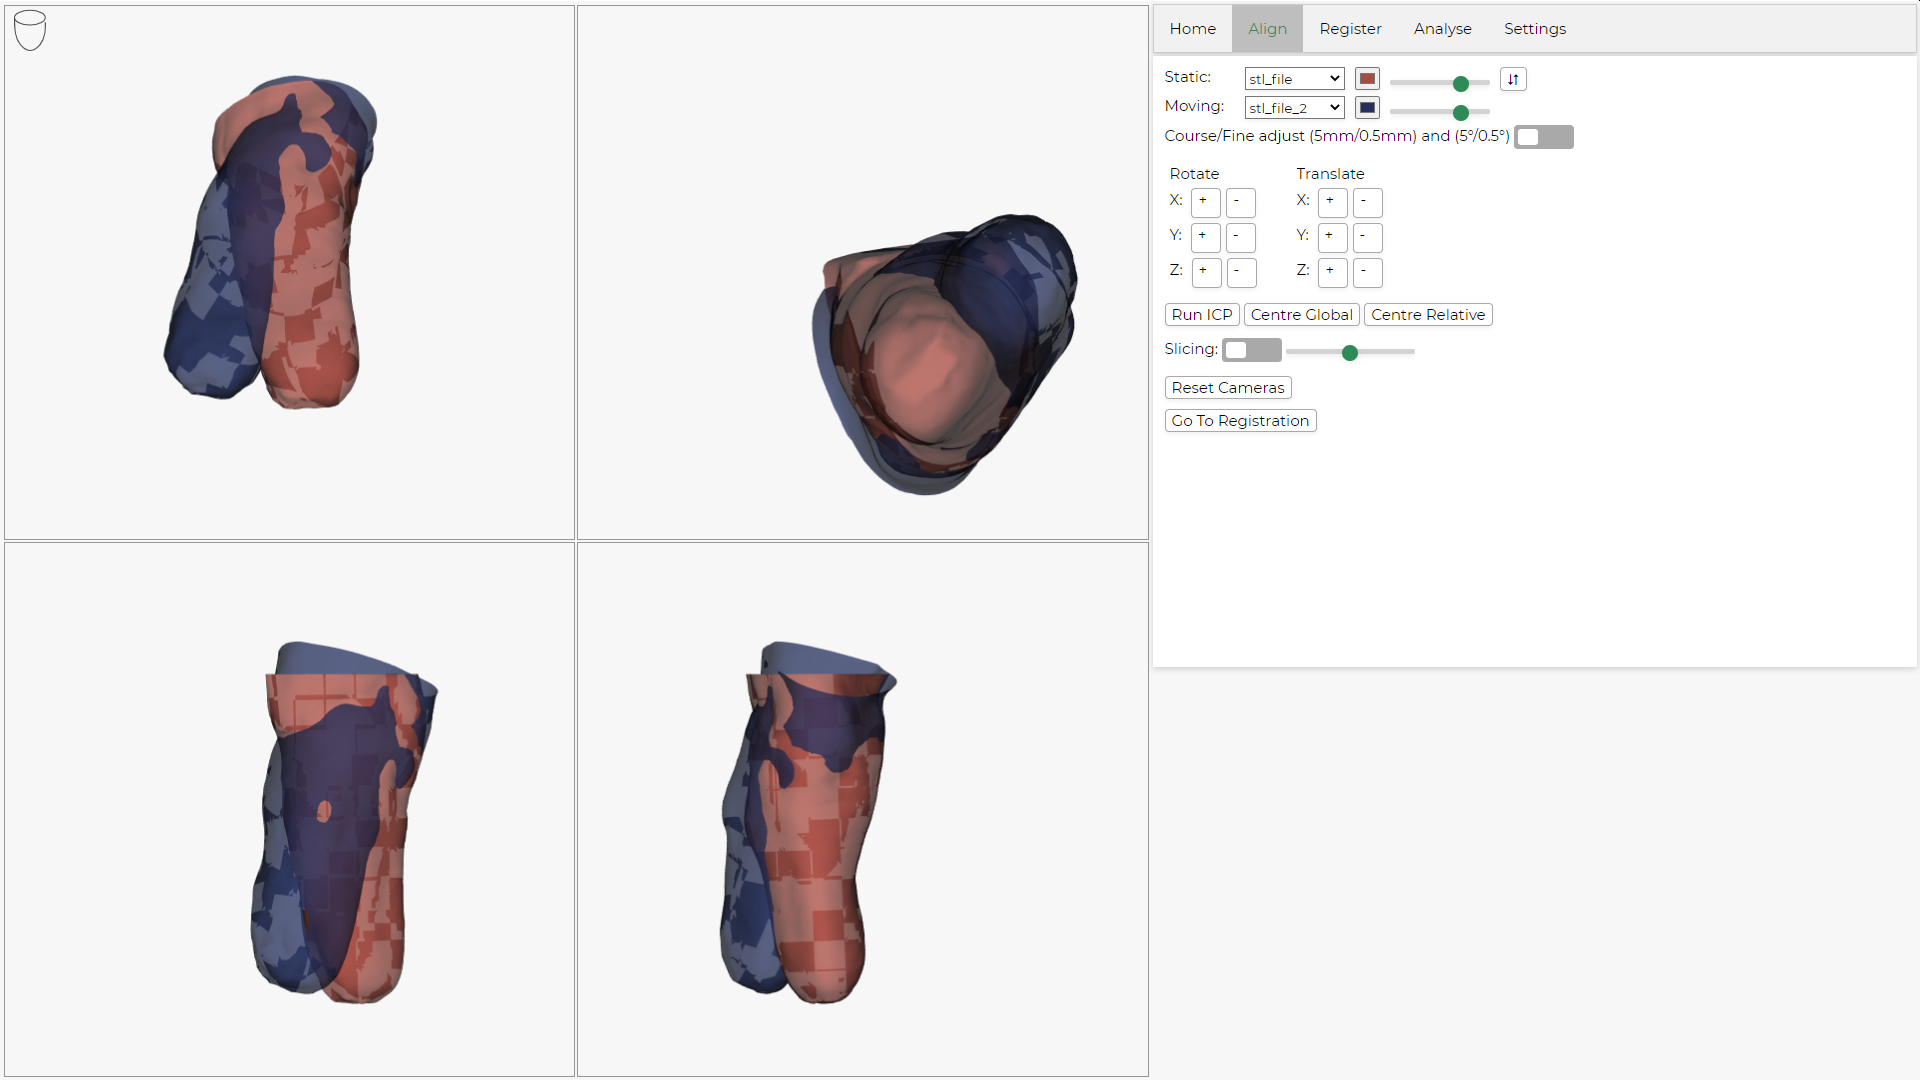 Home Align Register Analyse Settings
Static: stl_file
Moving: stl_file_2
Course/Fine adjust (5mm/0.5mm) and (5°/0.5°)
Rotate Translate
X: + - X: + -
Y: + - Y: + -
Z: + - Z: + -
Run ICP Centre Global Centre Relative
Slicing:
Reset Cameras
Go To Registration